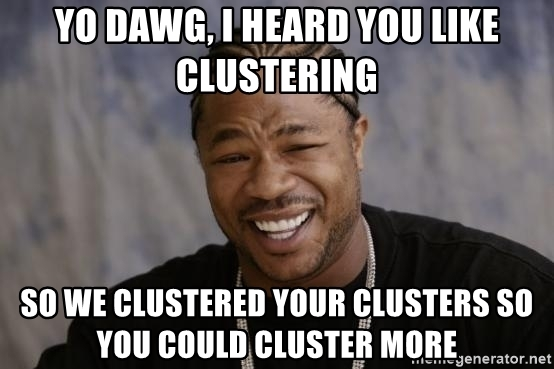 YO DAWG, I HEARD YOU LIKE
CLUSTERING
SO WE CLUSTERED YOUR CLUSTERS SO
YOU COULD CLUSTER MORE
memegenerator.net